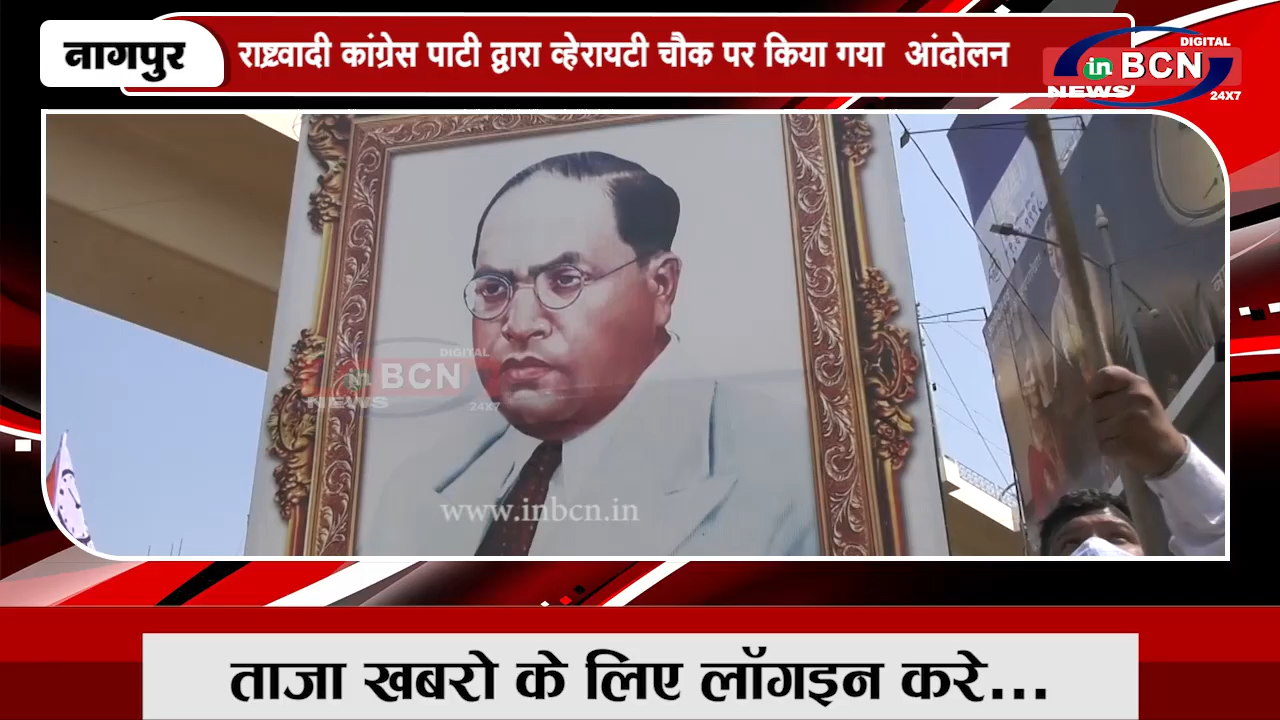 नागपुर
राष्ट्रवादी कांग्रेस पाटी द्वारा व्हेरायटी चौक पर किया गया आंदोलन
DIGITAL
in BCN
NEWS
24X7
DIGITAL
in BCN
NEWS
24X7
www.inbcn.in
ताजा खबरो के लिए लॉगइन करे...